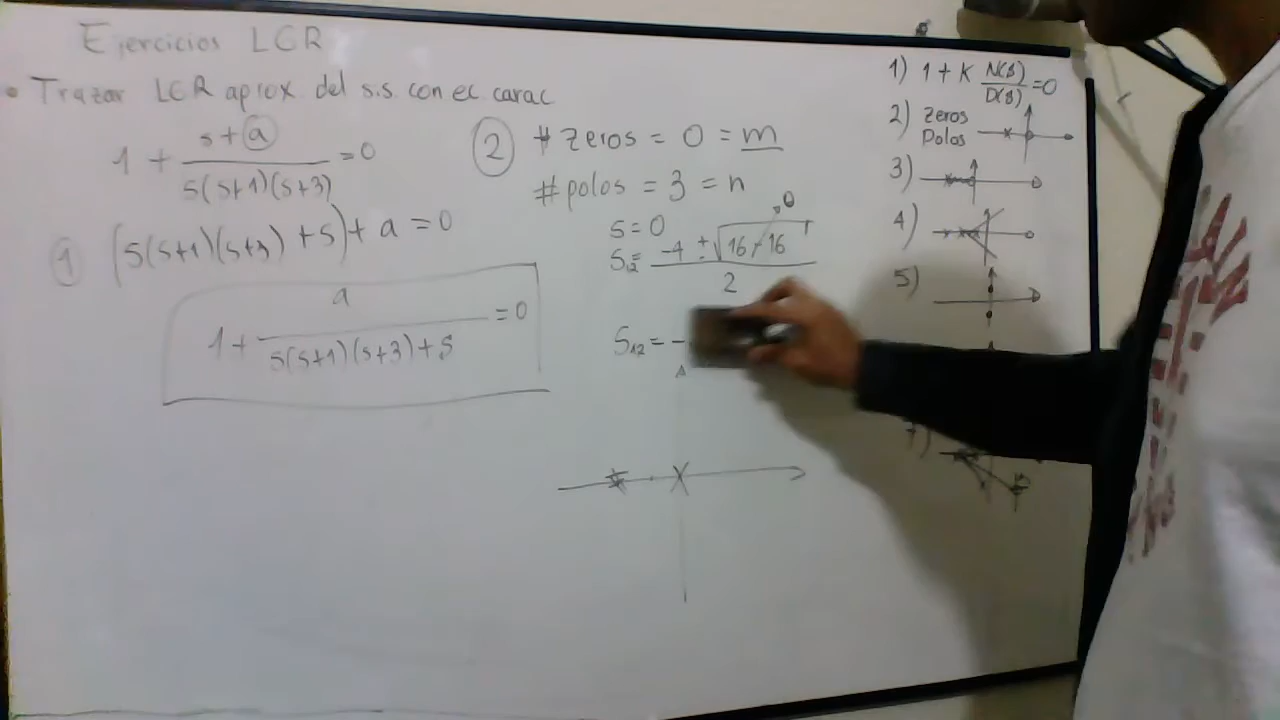 Ejercicios LCR
• Trazar LCR aprox. del s.s. con ec. carac
1 + s+a / s(s+1)(s+3) = 0
① (s(s+1)(s+3) + s) + a = 0
1 + a / s(s+1)(s+3)+s = 0
② # zeros = 0 = m
# polos = 3 = n
s = 0
S12 = -4 ± √16-16 / 2
0
S12 = -
1) 1 + K N(s)/D(s) = 0
2) zeros
Polos
3)
4)
5)
7)